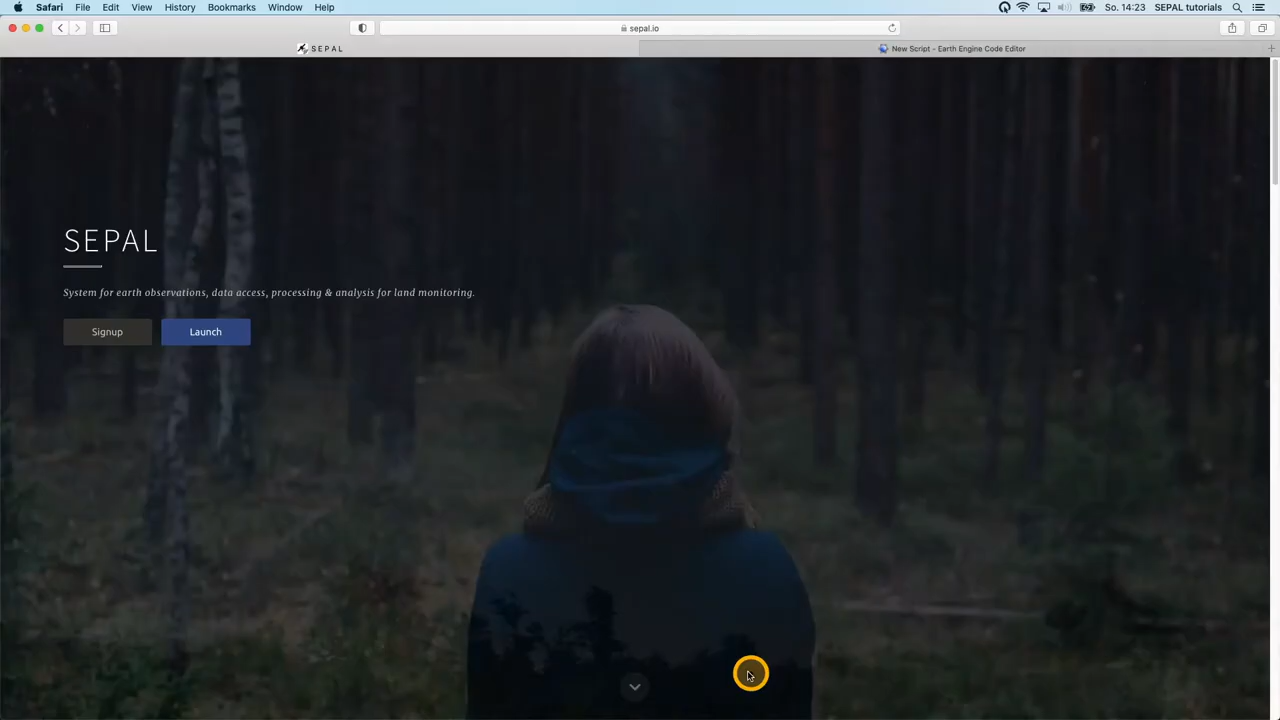 Safari File Edit View History Bookmarks Window Help So. 14:23 SEPAL tutorials
sepal.io
SEPAL New Script - Earth Engine Code Editor
SEPAL
System for earth observations, data access, processing & analysis for land monitoring.
Signup Launch